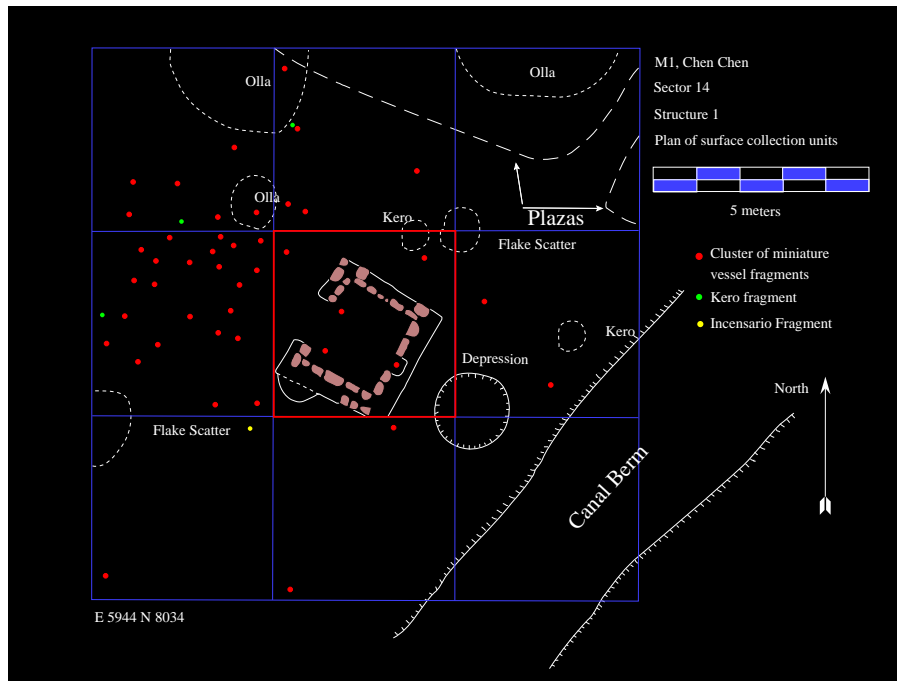 M1, Chen Chen
Sector 14
Structure 1
Plan of surface collection units
5 meters
Olla
Olla
Olla
Kero
Plazas
Flake Scatter
Cluster of miniature
vessel fragments
Kero fragment
Incensario Fragment
Kero
Depression
North
Flake Scatter
Canal Berm
E 5944 N 8034